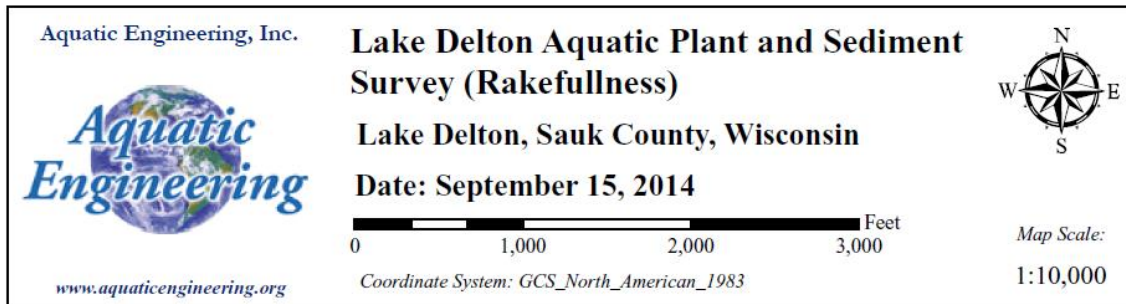 Aquatic Engineering, Inc.
Aquatic
Engineering
www.aquaticengineering.org
Lake Delton Aquatic Plant and Sediment
Survey (Rakefullness)
Lake Delton, Sauk County, Wisconsin
Date: September 15, 2014
Feet
0 1,000 2,000 3,000
Coordinate System: GCS_North_American_1983
N
W E
S
Map Scale:
1:10,000